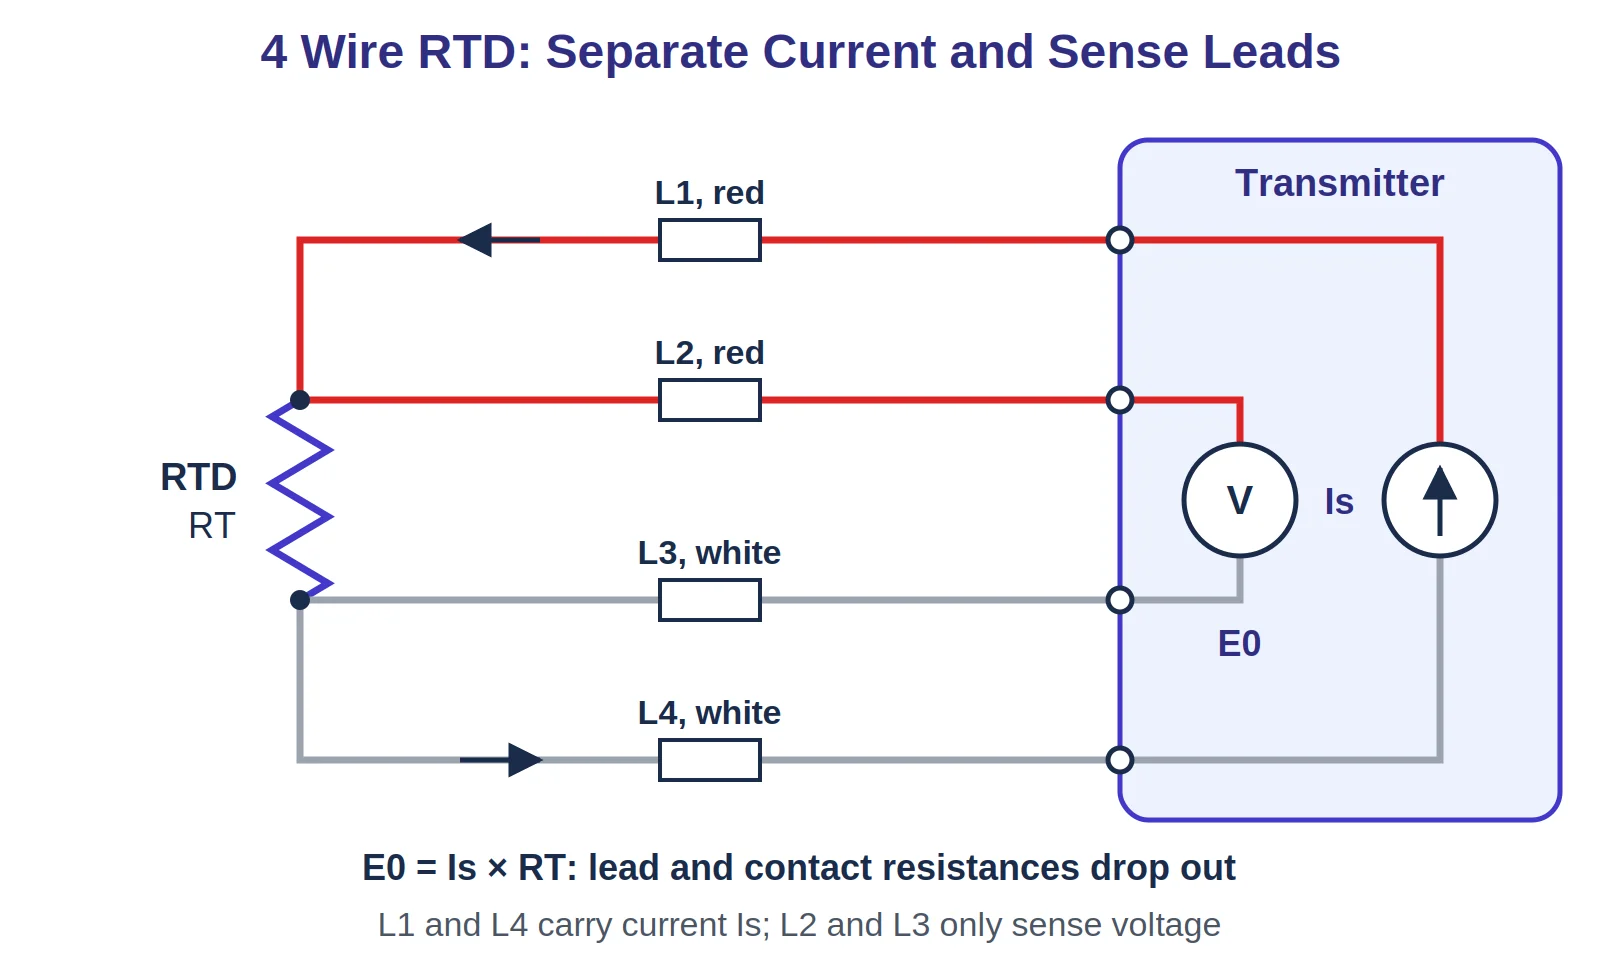 4 Wire RTD: Separate Current and Sense Leads
Transmitter
L1, red
L2, red
RTD
RT
V
Is
L3, white
E0
L4, white
E0 = Is × RT: lead and contact resistances drop out
L1 and L4 carry current Is; L2 and L3 only sense voltage